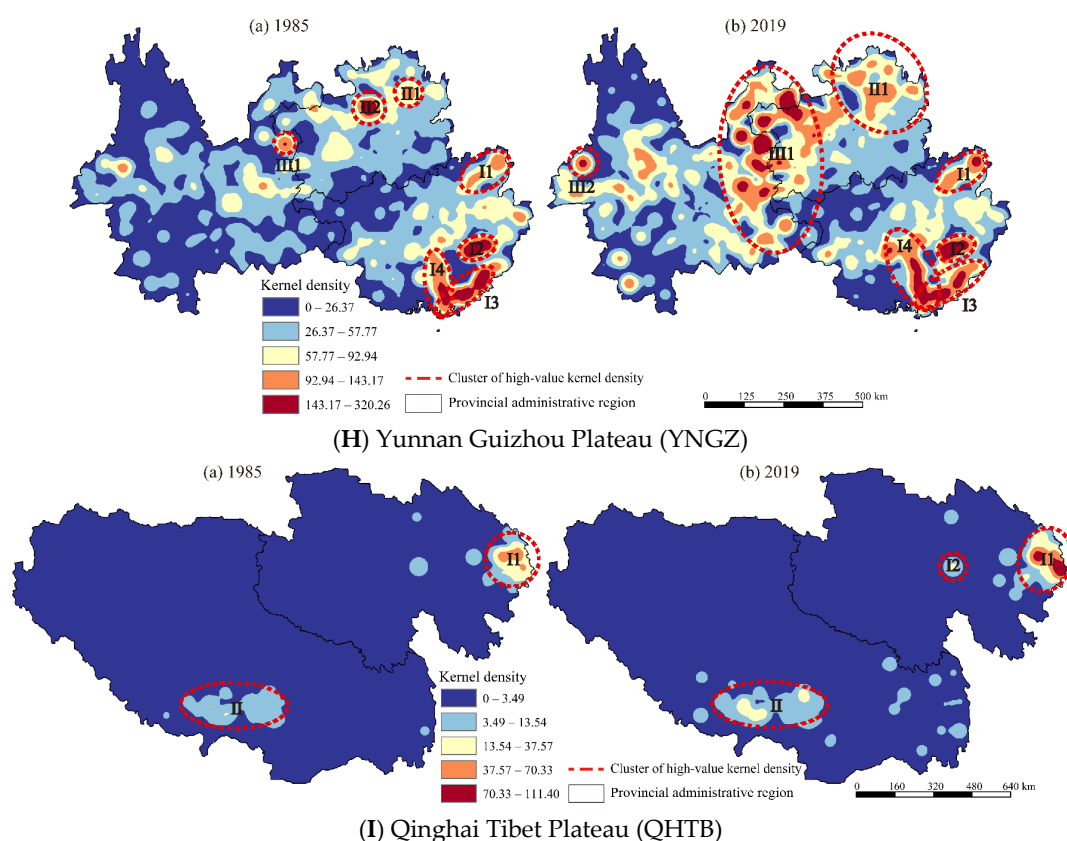 (a) 1985
(b) 2019
II1
II2
III1
I1
I2
I4
I3
II1
III1
III2
I1
I4
I2
I3
Kernel density
0 – 26.37
26.37 – 57.77
57.77 – 92.94
92.94 – 143.17
143.17 – 320.26
Cluster of high-value kernel density
Provincial administrative region
0 125 250 375 500 km
(H) Yunnan Guizhou Plateau (YNGZ)
(a) 1985
(b) 2019
I1
II
I1
I2
II
Kernel density
0 – 3.49
3.49 – 13.54
13.54 – 37.57
37.57 – 70.33
70.33 – 111.40
Cluster of high-value kernel density
Provincial administrative region
0 160 320 480 640 km
(I) Qinghai Tibet Plateau (QHTB)